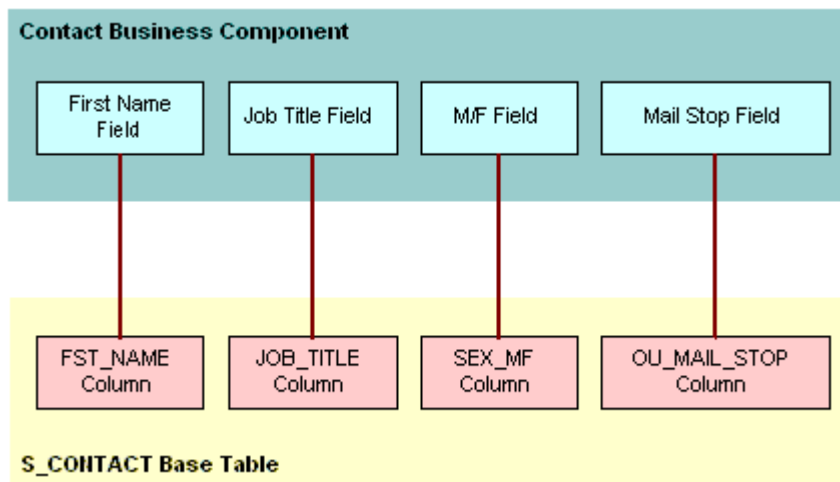 Contact Business Component
First Name
Field
Job Title Field
M/F Field
Mail Stop Field
FST_NAME
Column
JOB_TITLE
Column
SEX_MF
Column
OU_MAIL_STOP
Column
S_CONTACT Base Table